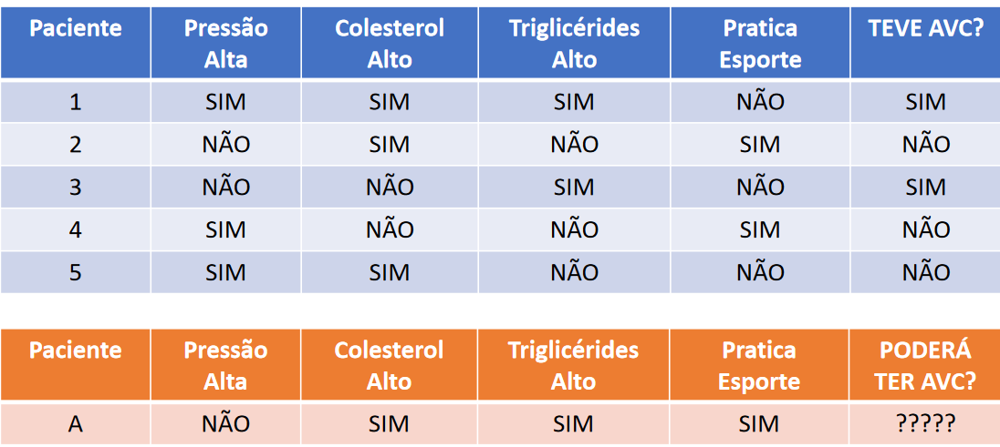 Paciente Pressão Alta Colesterol Alto Triglicérides Alto Pratica Esporte TEVE AVC?
1 SIM SIM SIM NÃO SIM
2 NÃO SIM NÃO SIM NÃO
3 NÃO NÃO SIM NÃO SIM
4 SIM NÃO NÃO SIM NÃO
5 SIM SIM NÃO NÃO NÃO
Paciente Pressão Alta Colesterol Alto Triglicérides Alto Pratica Esporte PODERÁ TER AVC?
A NÃO SIM SIM SIM ?????